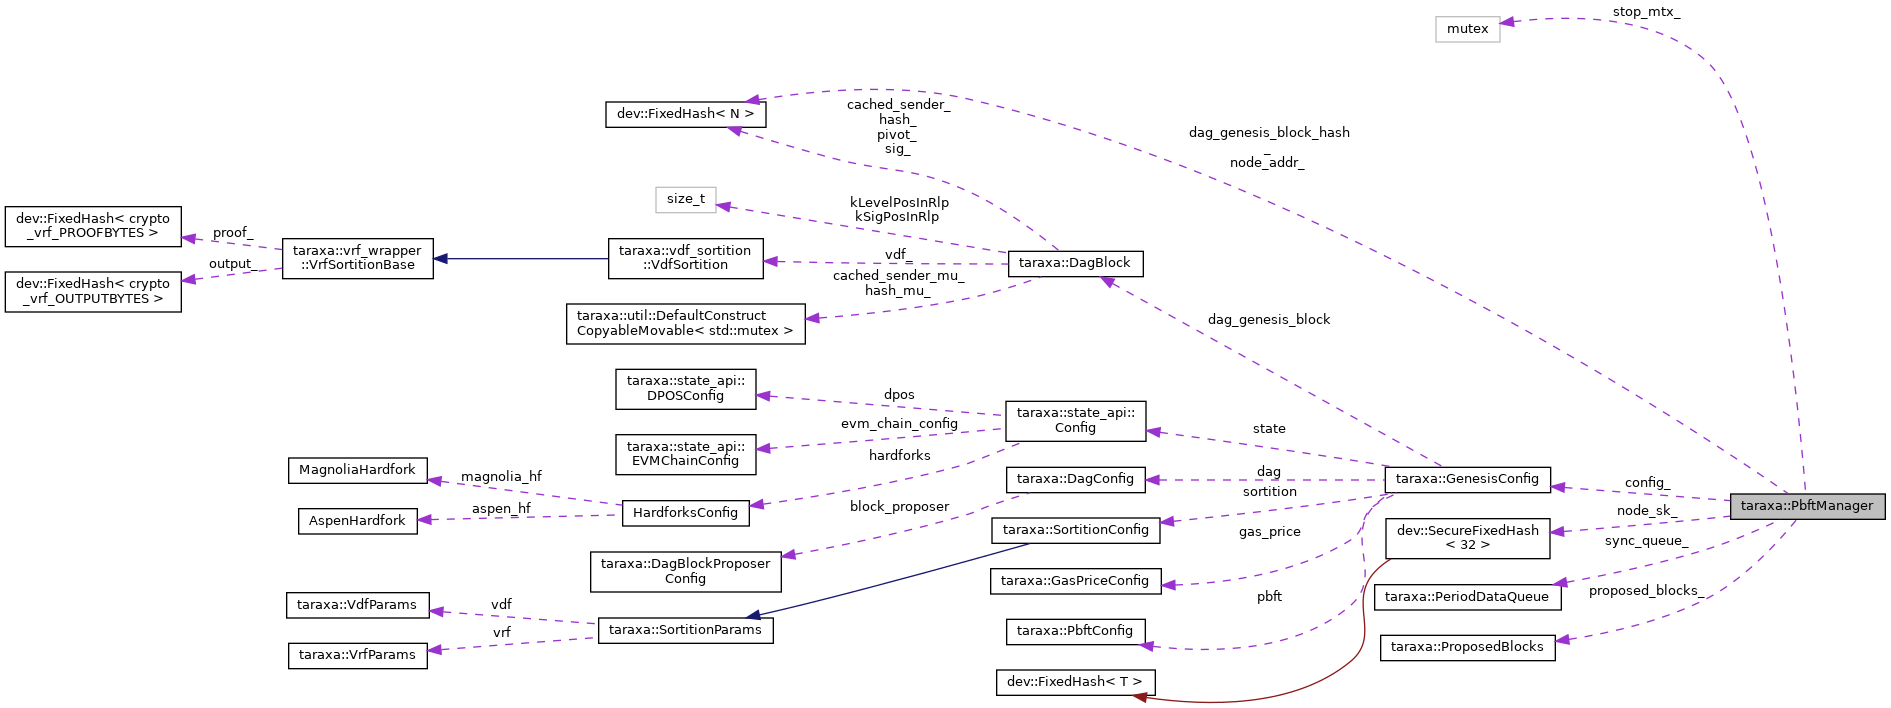 stop_mtx_
mutex
dev::FixedHash< N >
cached_sender_
hash_
pivot_
sig_
dag_genesis_block_hash
_
node_addr_
size_t
kLevelPosInRlp
kSigPosInRlp
dev::FixedHash< crypto
_vrf_PROOFBYTES >
proof_
taraxa::vrf_wrapper
::VrfSortitionBase
taraxa::vdf_sortition
::VdfSortition
vdf_
taraxa::DagBlock
output_
dev::FixedHash< crypto
_vrf_OUTPUTBYTES >
cached_sender_mu_
hash_mu_
taraxa::util::DefaultConstruct
CopyableMovable< std::mutex >
dag_genesis_block
taraxa::state_api::
DPOSConfig
dpos
taraxa::state_api::
Config
evm_chain_config
state
taraxa::state_api::
EVMChainConfig
hardforks
MagnoliaHardfork
magnolia_hf
taraxa::DagConfig
dag
taraxa::GenesisConfig
config_
sortition
AspenHardfork
aspen_hf
HardforksConfig
block_proposer
taraxa::PbftManager
node_sk_
taraxa::SortitionConfig
gas_price
dev::SecureFixedHash
< 32 >
sync_queue_
taraxa::DagBlockProposer
Config
taraxa::GasPriceConfig
pbft
taraxa::PeriodDataQueue
proposed_blocks_
taraxa::VdfParams
vdf
taraxa::SortitionParams
vrf
taraxa::VrfParams
taraxa::PbftConfig
taraxa::ProposedBlocks
dev::FixedHash< T >